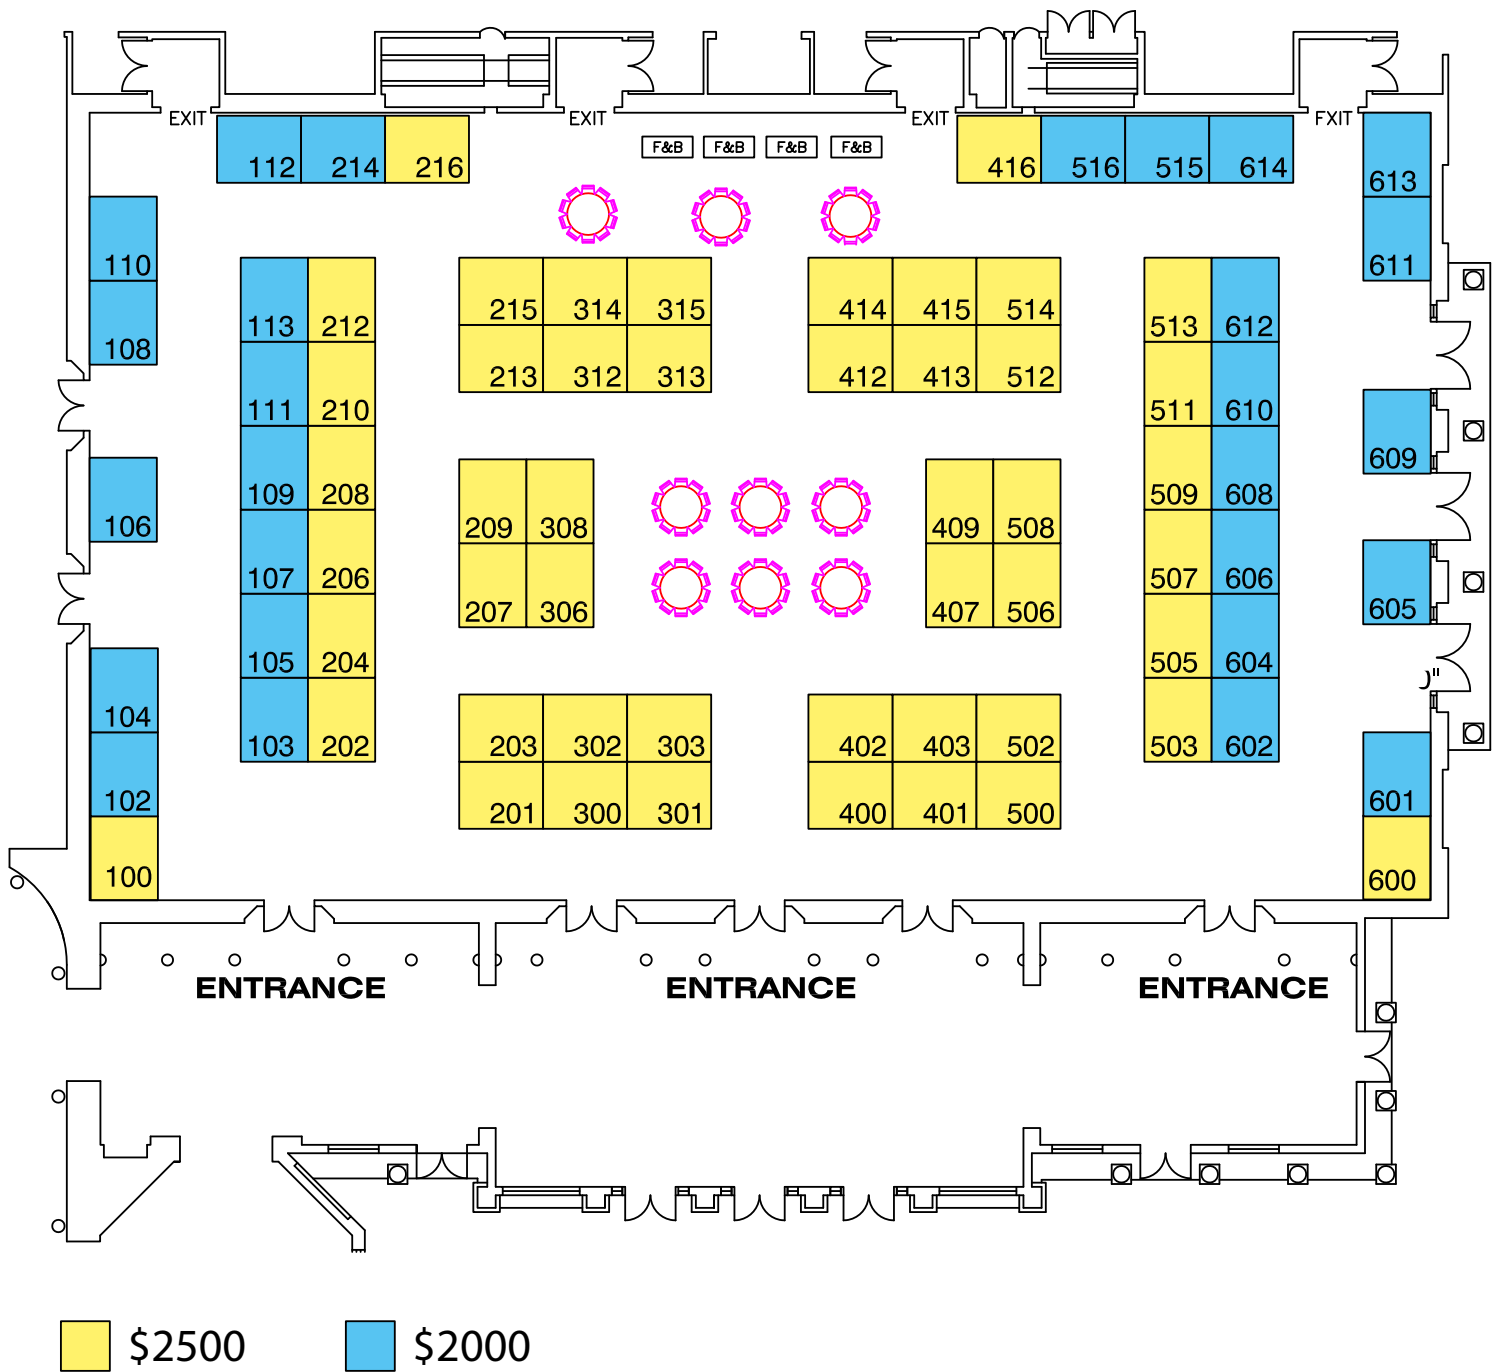 EXIT EXIT EXIT FXIT
F&B F&B F&B F&B
112 214 216 416 516 515 614 613
110 611
108
113 212 215 314 315 414 415 514 513 612
213 312 313 412 413 512
111 210 511 610
609
109 208 209 308 409 508 509 608
106
107 206 207 306 407 506 507 606
605
105 204 505 604
)"
104
103 202 203 302 303 402 403 502 503 602
102 201 300 301 400 401 500 601
100 600
ENTRANCE ENTRANCE ENTRANCE
$2500 $2000